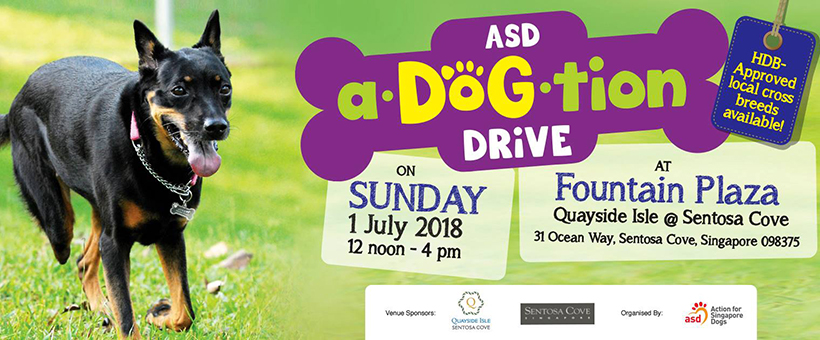 ASD
a·DOG·tion
DRiVE
HDB-
Approved
local cross
breeds
available!
ON
SUNDAY
1 July 2018
12 noon - 4 pm
AT
Fountain Plaza
Quayside Isle @ Sentosa Cove
31 Ocean Way, Sentosa Cove, Singapore 098375
Venue Sponsors:
Q
QUAYSIDE ISLE
SENTOSA COVE
SENTOSA COVE
SINGAPORE
Organised By:
asd
Action for
Singapore
Dogs